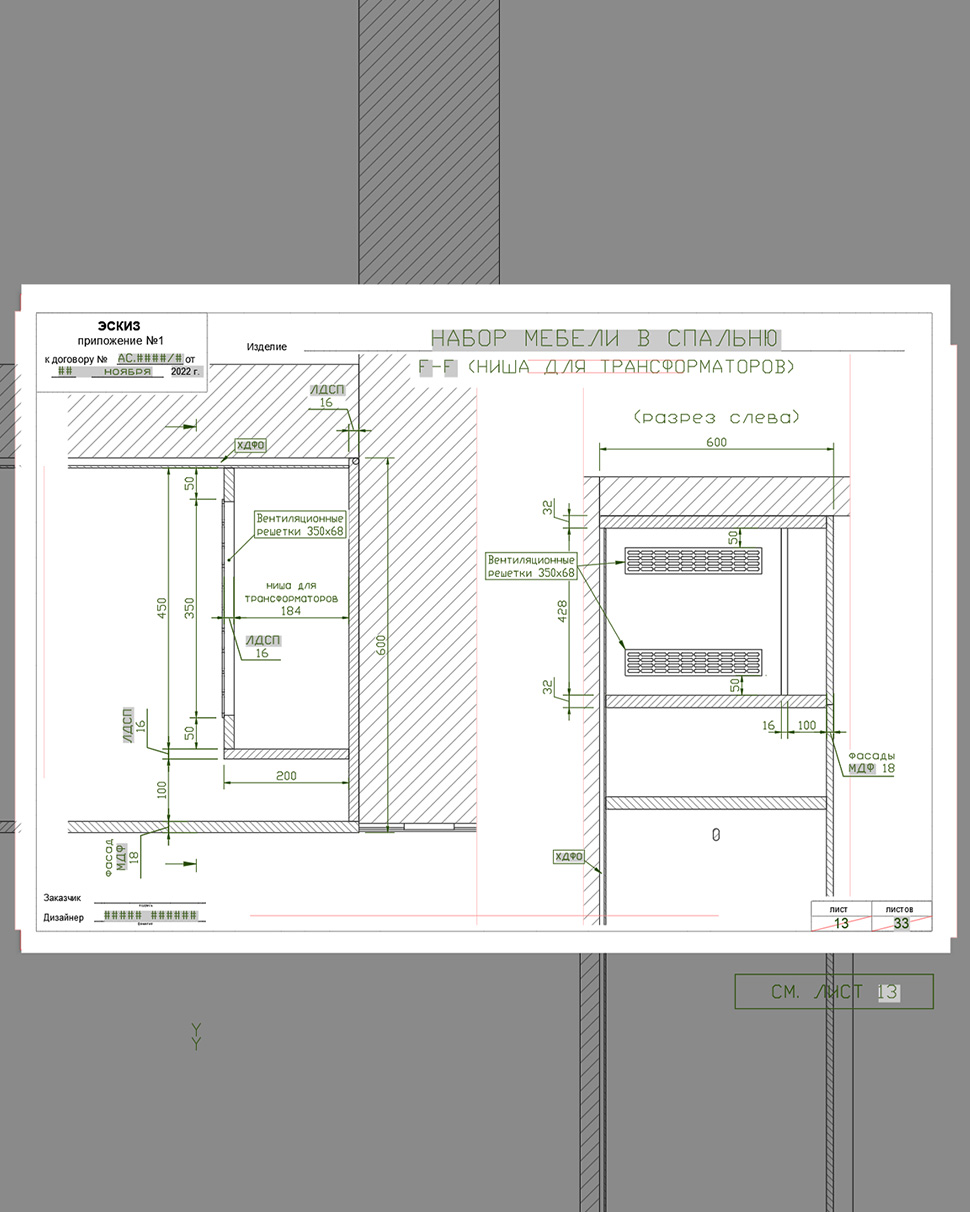 ЭСКИЗ
приложение №1
к договору № АС.####/# от
## НОЯБРЯ 2022 г.
Изделие
НАБОР МЕБЕЛИ В СПАЛЬНЮ
F-F (НИША ДЛЯ ТРАНСФОРМАТОРОВ)
ЛДСП
16
ХДФО
50
Вентиляционные
решетки 350х68
450
350
ниша для
трансформаторов
184
600
ЛДСП
16
ЛДСП
16
50
200
100
фасад
МДФ
18
(разрез слева)
600
32
50
Вентиляционные
решетки 350х68
428
32
50
16
100
Фасады
МДФ 18
0
ХДФО
Заказчик
Дизайнер ##### ######
лист
листов
13
33
СМ. ЛИСТ 13
Y
Y